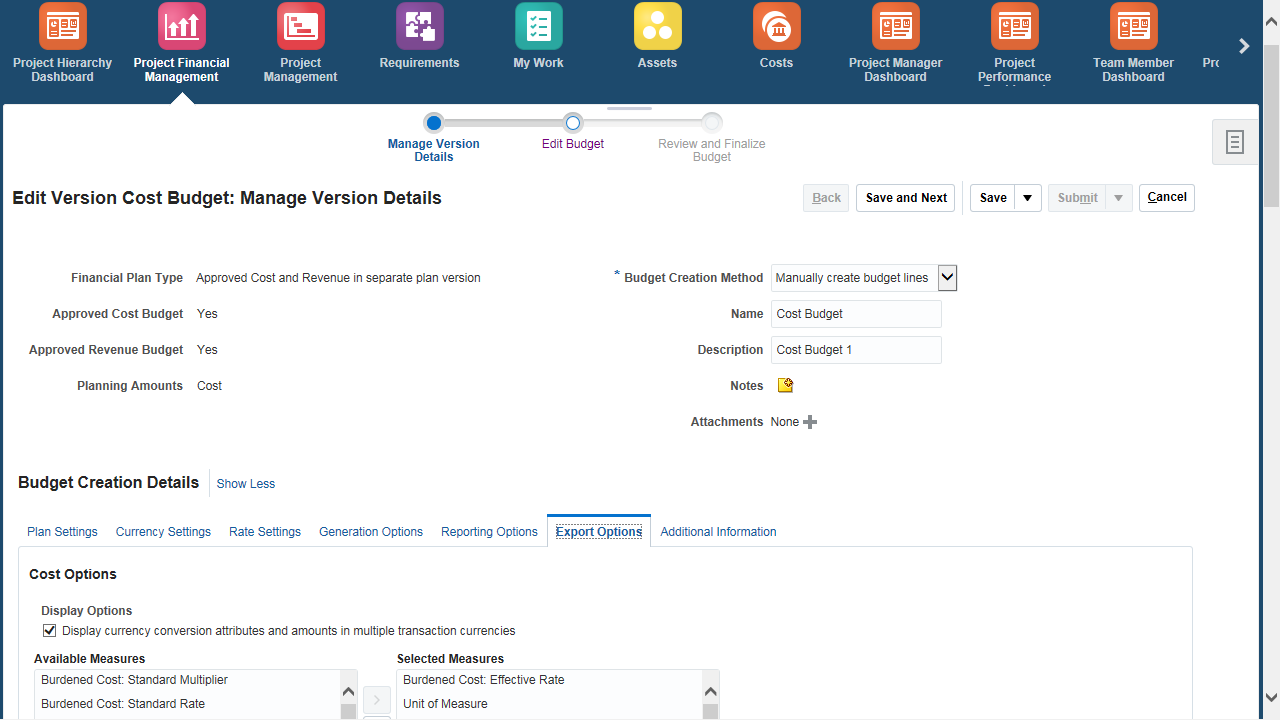 Project Hierarchy Dashboard
Project Financial Management
Project Management
Requirements
My Work
Assets
Costs
Project Manager Dashboard
Project Performance
Team Member Dashboard
Manage Version Details
Edit Budget
Review and Finalize Budget
Edit Version Cost Budget: Manage Version Details
Back
Save and Next
Save
Submit
Cancel
Financial Plan Type Approved Cost and Revenue in separate plan version
* Budget Creation Method Manually create budget lines
Approved Cost Budget Yes
Name Cost Budget
Approved Revenue Budget Yes
Description Cost Budget 1
Planning Amounts Cost
Notes
Attachments None
Budget Creation Details Show Less
Plan Settings Currency Settings Rate Settings Generation Options Reporting Options Export Options Additional Information
Cost Options
Display Options
Display currency conversion attributes and amounts in multiple transaction currencies
Available Measures
Selected Measures
Burdened Cost: Standard Multiplier
Burdened Cost: Effective Rate
Burdened Cost: Standard Rate
Unit of Measure